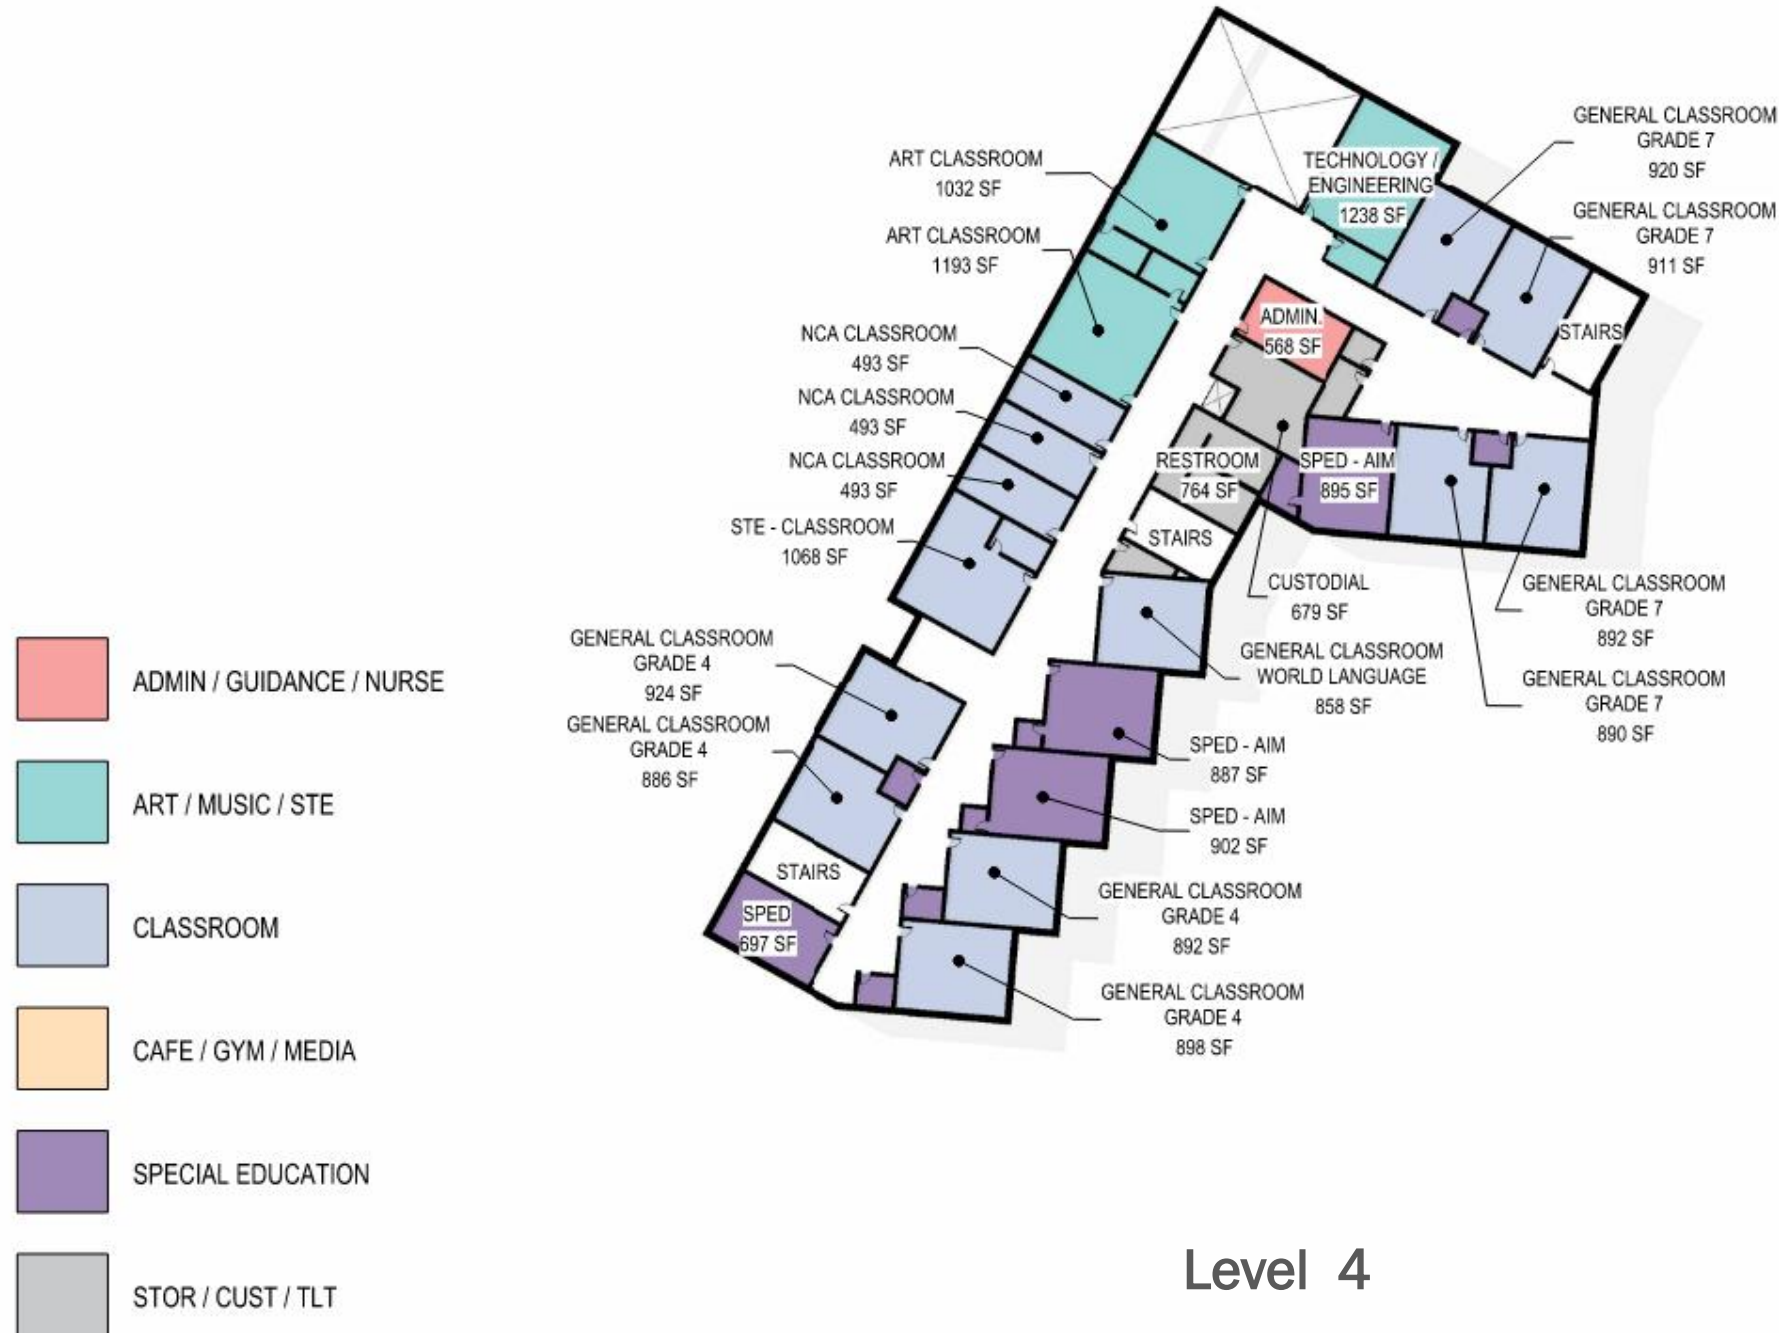 GENERAL CLASSROOM
GRADE 7
920 SF
GENERAL CLASSROOM
GRADE 7
911 SF
TECHNOLOGY /
ENGINEERING
1238 SF
ART CLASSROOM
1032 SF
ART CLASSROOM
1193 SF
STAIRS
ADMIN.
568 SF
NCA CLASSROOM
493 SF
NCA CLASSROOM
493 SF
NCA CLASSROOM
493 SF
RESTROOM
764 SF
SPED - AIM
895 SF
STE - CLASSROOM
1068 SF
STAIRS
CUSTODIAL
679 SF
GENERAL CLASSROOM
GRADE 7
892 SF
GENERAL CLASSROOM
WORLD LANGUAGE
858 SF
GENERAL CLASSROOM
GRADE 7
890 SF
GENERAL CLASSROOM
GRADE 4
924 SF
GENERAL CLASSROOM
GRADE 4
886 SF
SPED - AIM
887 SF
SPED - AIM
902 SF
STAIRS
SPED
697 SF
GENERAL CLASSROOM
GRADE 4
892 SF
GENERAL CLASSROOM
GRADE 4
898 SF
ADMIN / GUIDANCE / NURSE
ART / MUSIC / STE
CLASSROOM
CAFE / GYM / MEDIA
SPECIAL EDUCATION
STOR / CUST / TLT
Level 4